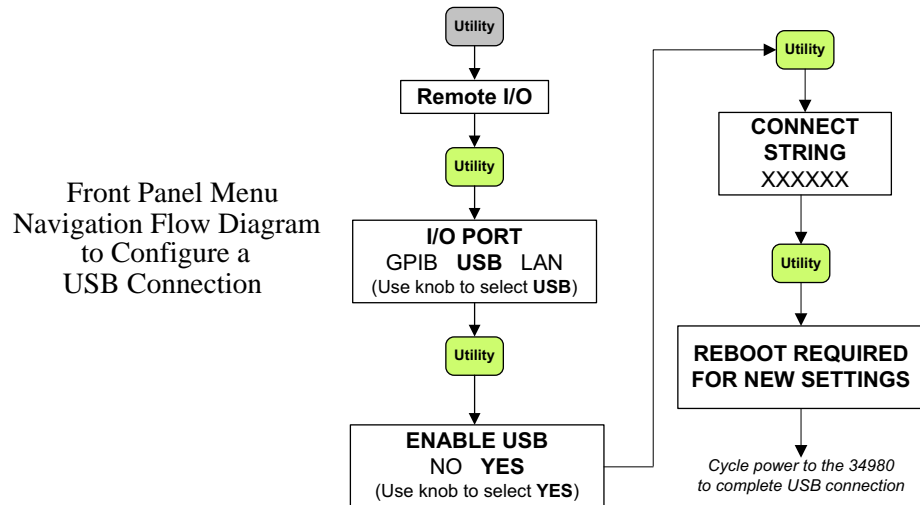 Front Panel Menu
Navigation Flow Diagram
to Configure a
USB Connection
Utility
Remote I/O
Utility
I/O PORT
GPIB USB LAN
(Use knob to select USB)
Utility
ENABLE USB
NO YES
(Use knob to select YES)
Utility
CONNECT
STRING
XXXXXX
Utility
REBOOT REQUIRED
FOR NEW SETTINGS
Cycle power to the 34980
to complete USB connection